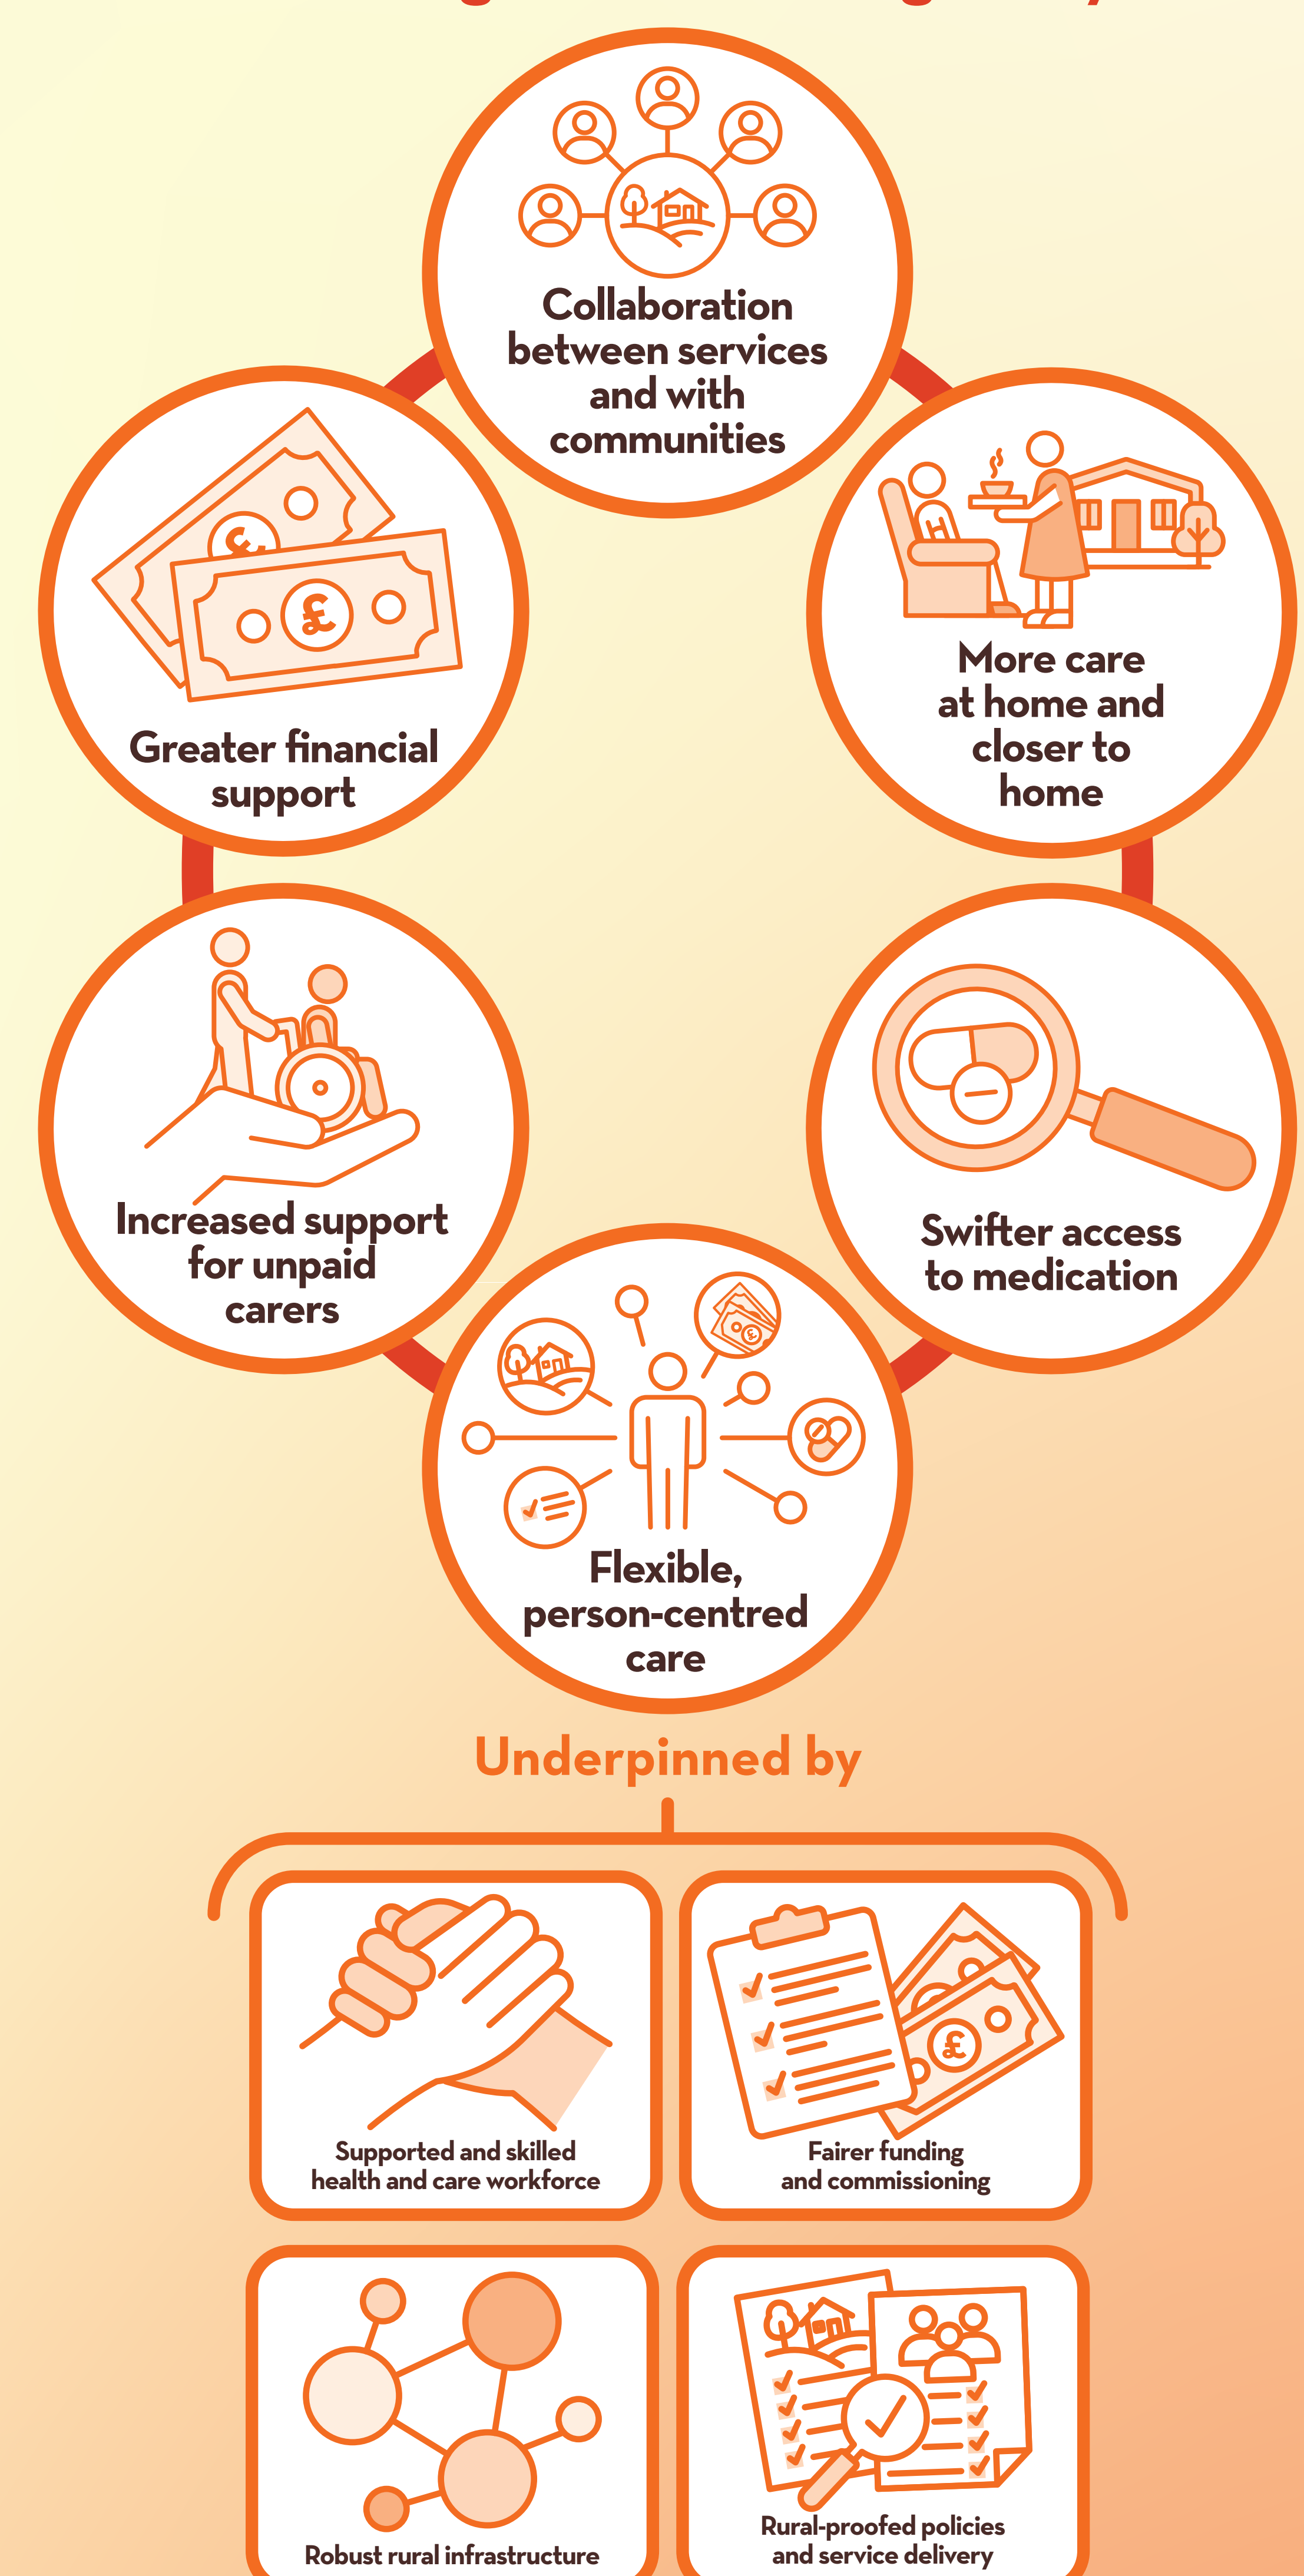 Collaboration
between services
and with
communities
More care
at home and
closer to
home
Swifter access
to medication
Flexible,
person-centred
care
Increased support
for unpaid
carers
Greater financial
support
£
£
£
Underpinned by
Supported and skilled
health and care workforce
Fairer funding
and commissioning
£
Robust rural infrastructure
Rural-proofed policies
and service delivery